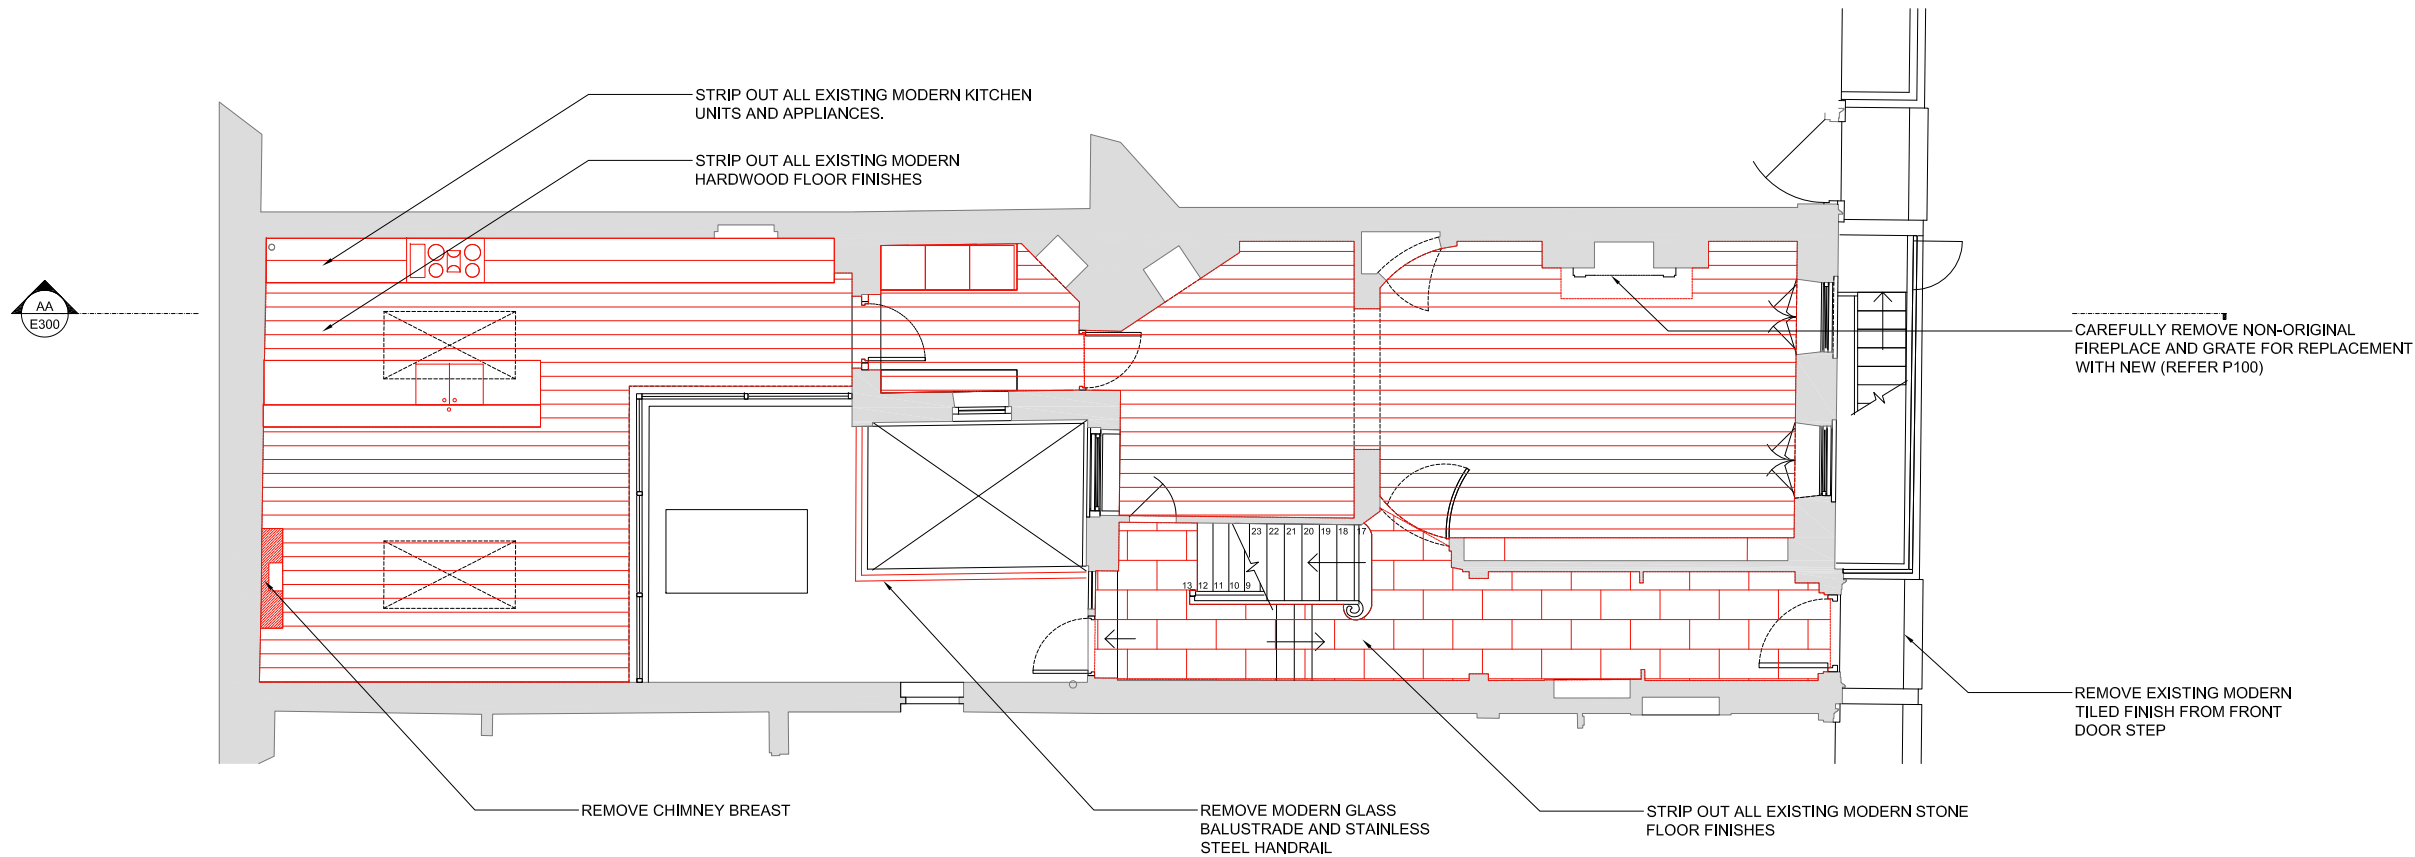 STRIP OUT ALL EXISTING MODERN KITCHEN
UNITS AND APPLIANCES.
STRIP OUT ALL EXISTING MODERN
HARDWOOD FLOOR FINISHES
AA
E300
CAREFULLY REMOVE NON-ORIGINAL
FIREPLACE AND GRATE FOR REPLACEMENT
WITH NEW (REFER P100)
23 22 21 20 19 18 17
13 12 11 10 9
REMOVE EXISTING MODERN
TILED FINISH FROM FRONT
DOOR STEP
REMOVE CHIMNEY BREAST
REMOVE MODERN GLASS
BALUSTRADE AND STAINLESS
STEEL HANDRAIL
STRIP OUT ALL EXISTING MODERN STONE
FLOOR FINISHES